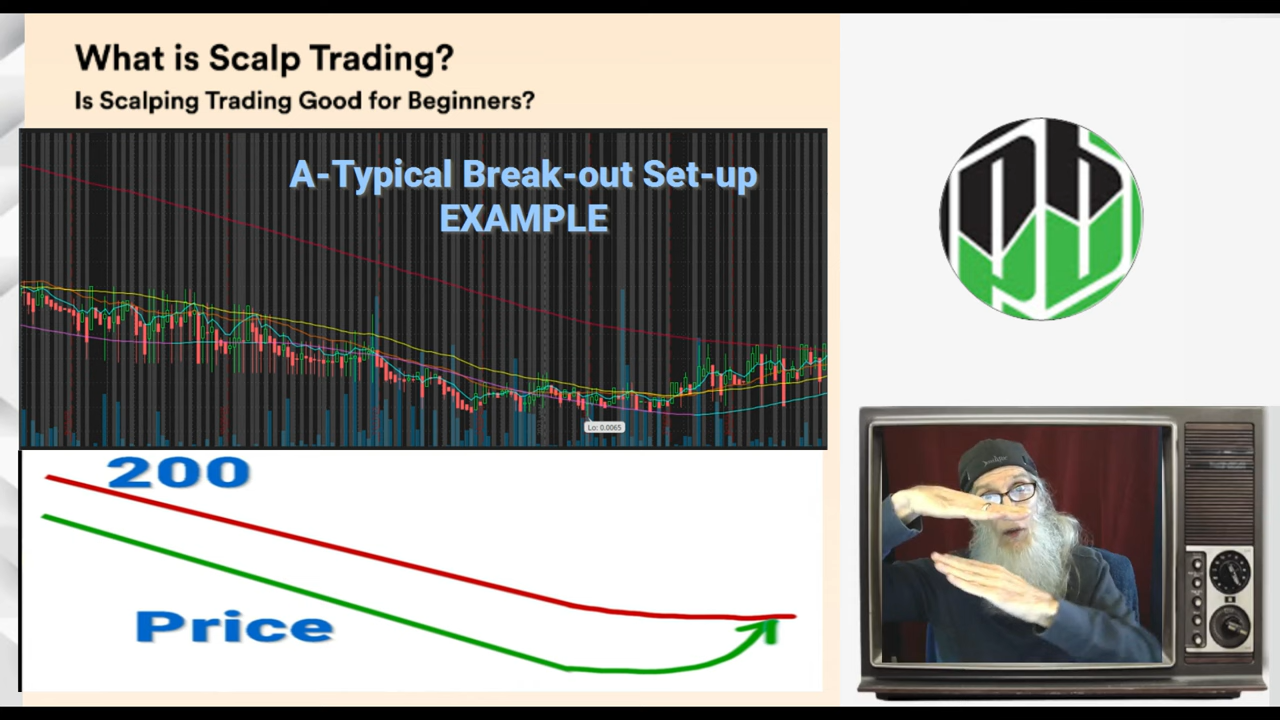 What is Scalp Trading?
Is Scalping Trading Good for Beginners?
A-Typical Break-out Set-up
EXAMPLE
Lo: 0.0065
200
Price